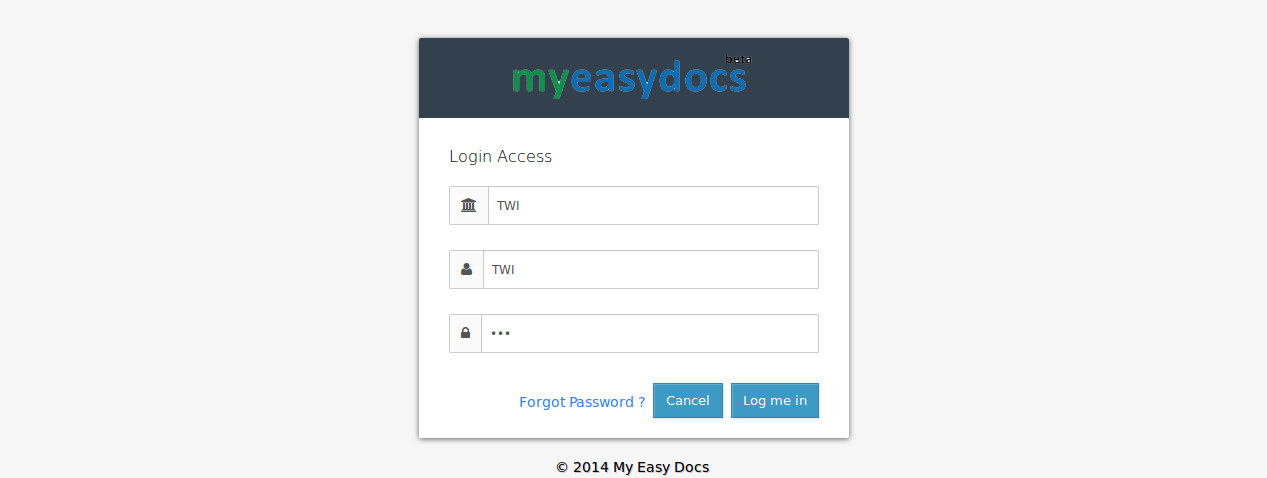 beta
myeasydocs
Login Access
TWI
TWI
•••
Forgot Password ? Cancel Log me in
© 2014 My Easy Docs